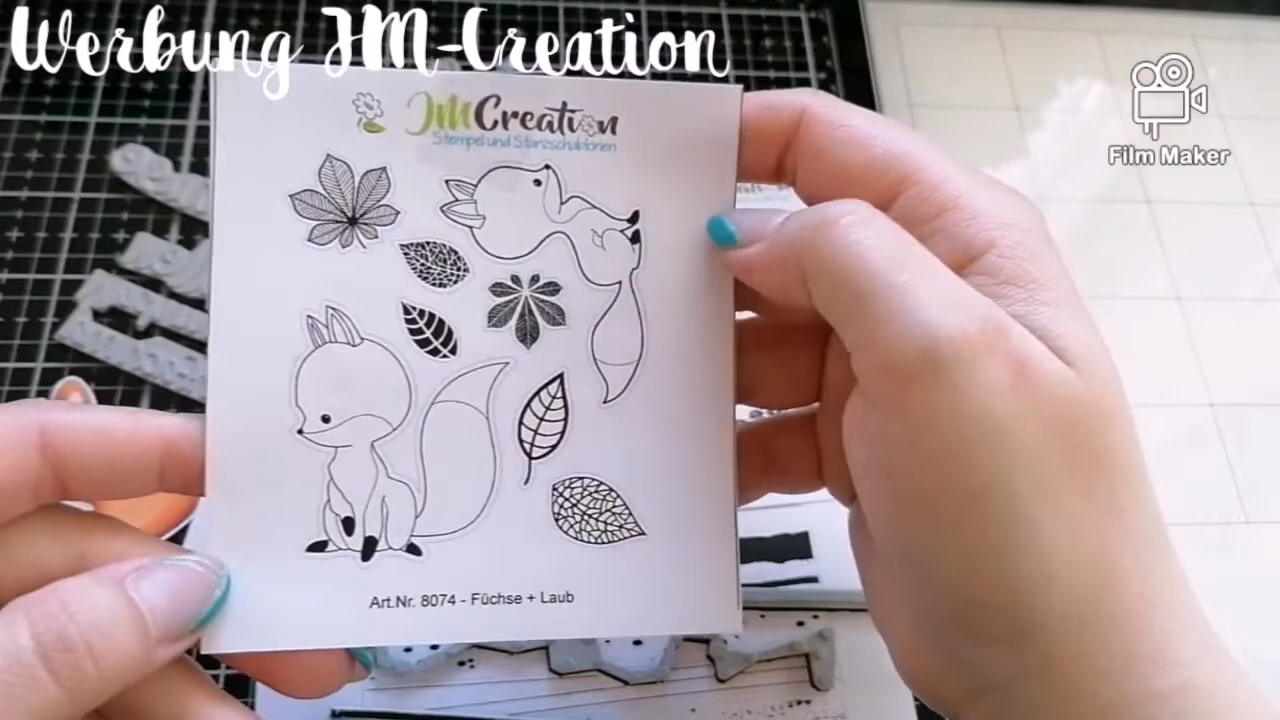 Werbung JM-Creation
JMCreation
Stempel und Stanzschablonen
Film Maker
Art.Nr. 8074 - Füchse + Laub